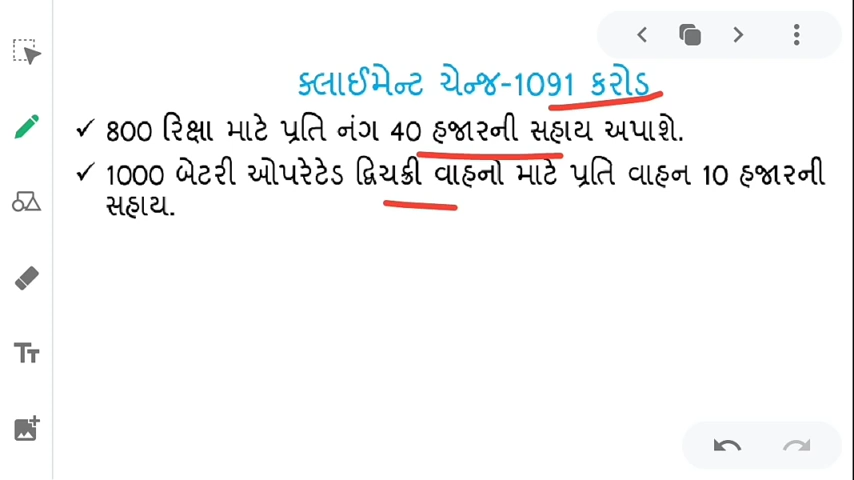 ક્લાઈમેન્ટ ચેન્જ-1091 કરોડ
✓ 800 રિક્ષા માટે પ્રતિ નંગ 40 હજારની સહાય અપાશે.
✓ 1000 બેટરી ઓપરેટેડ દ્વિચક્રી વાહનો માટે પ્રતિ વાહન 10 હજારની
સહાય.